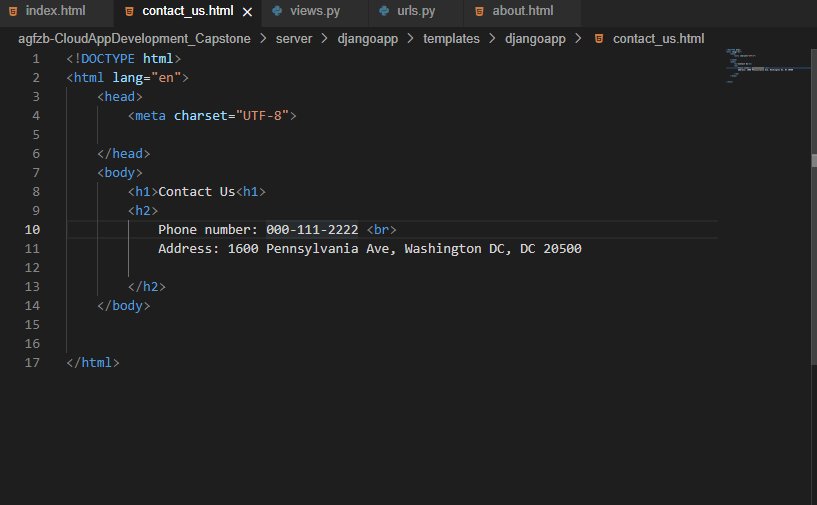 index.html contact_us.html views.py urls.py about.html
agfzb-CloudAppDevelopment_Capstone > server > djangoapp > templates > djangoapp > contact_us.html
1 <!DOCTYPE html>
2 <html lang="en">
3 <head>
4 <meta charset="UTF-8">
5
6 </head>
7 <body>
8 <h1>Contact Us<h1>
9 <h2>
10 Phone number: 000-111-2222 <br>
11 Address: 1600 Pennsylvania Ave, Washington DC, DC 20500
12
13 </h2>
14 </body>
15
16
17 </html>